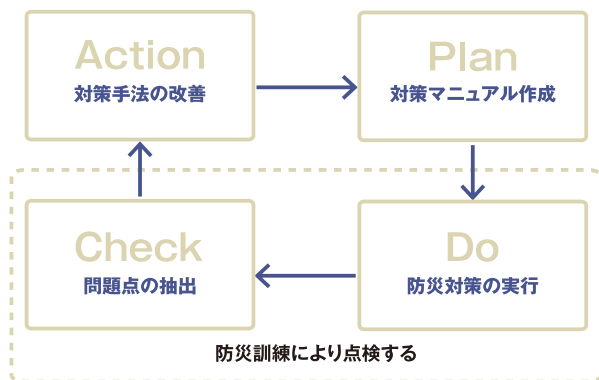 Action
対策手法の改善
Plan
対策マニュアル作成
Check
問題点の抽出
Do
防災対策の実行
防災訓練により点検する